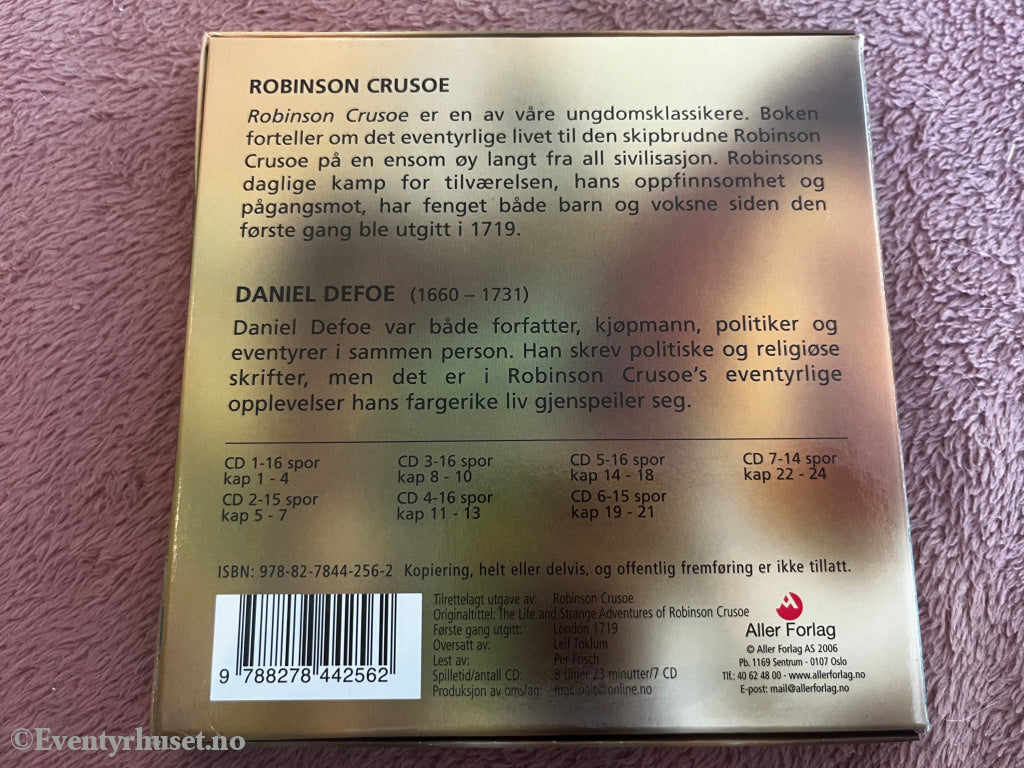 ROBINSON CRUSOE
Robinson Crusoe er en av våre ungdomsklassikere. Boken
forteller om det eventyrlige livet til den skipbrudne Robinson
Crusoe på en ensom øy langt fra all sivilisasjon. Robinsons
daglige kamp for tilværelsen, hans oppfinnsomhet og
pågangsmot, har fenget både barn og voksne siden den
første gang ble utgitt i 1719.
DANIEL DEFOE (1660 – 1731)
Daniel Defoe var både forfatter, kjøpmann, politiker og
eventyrer i sammen person. Han skrev politiske og religiøse
skrifter, men det er i Robinson Crusoe's eventyrlige
opplevelser hans fargerike liv gjenspeiler seg.
CD 1-16 spor
kap 1 - 4
CD 2-15 spor
kap 5 - 7
CD 3-16 spor
kap 8 - 10
CD 4-16 spor
kap 11 - 13
CD 5-16 spor
kap 14 - 18
CD 6-15 spor
kap 19 - 21
CD 7-14 spor
kap 22 - 24
ISBN: 978-82-7844-256-2 Kopiering, helt eller delvis, og offentlig fremføring er ikke tillatt.
9 788278 442562
Tilrettelagt utgave av: Robinson Crusoe
Originaltittel: The Life and Strange Adventures of Robinson Crusoe
Første gang utgitt: London 1719
Oversatt av: Leif Toklum
Lest av: Per Frisch
Spilletid/antall CD: 8 timer 23 minutter/7 CD
Produksjon av omslag:
Aller Forlag
© Aller Forlag AS 2006
Pb. 1169 Sentrum - 0107 Oslo
Tlf.: 40 62 48 00 - www.allerforlag.no
E-post: mail@allerforlag.no
©Eventyrhuset.no